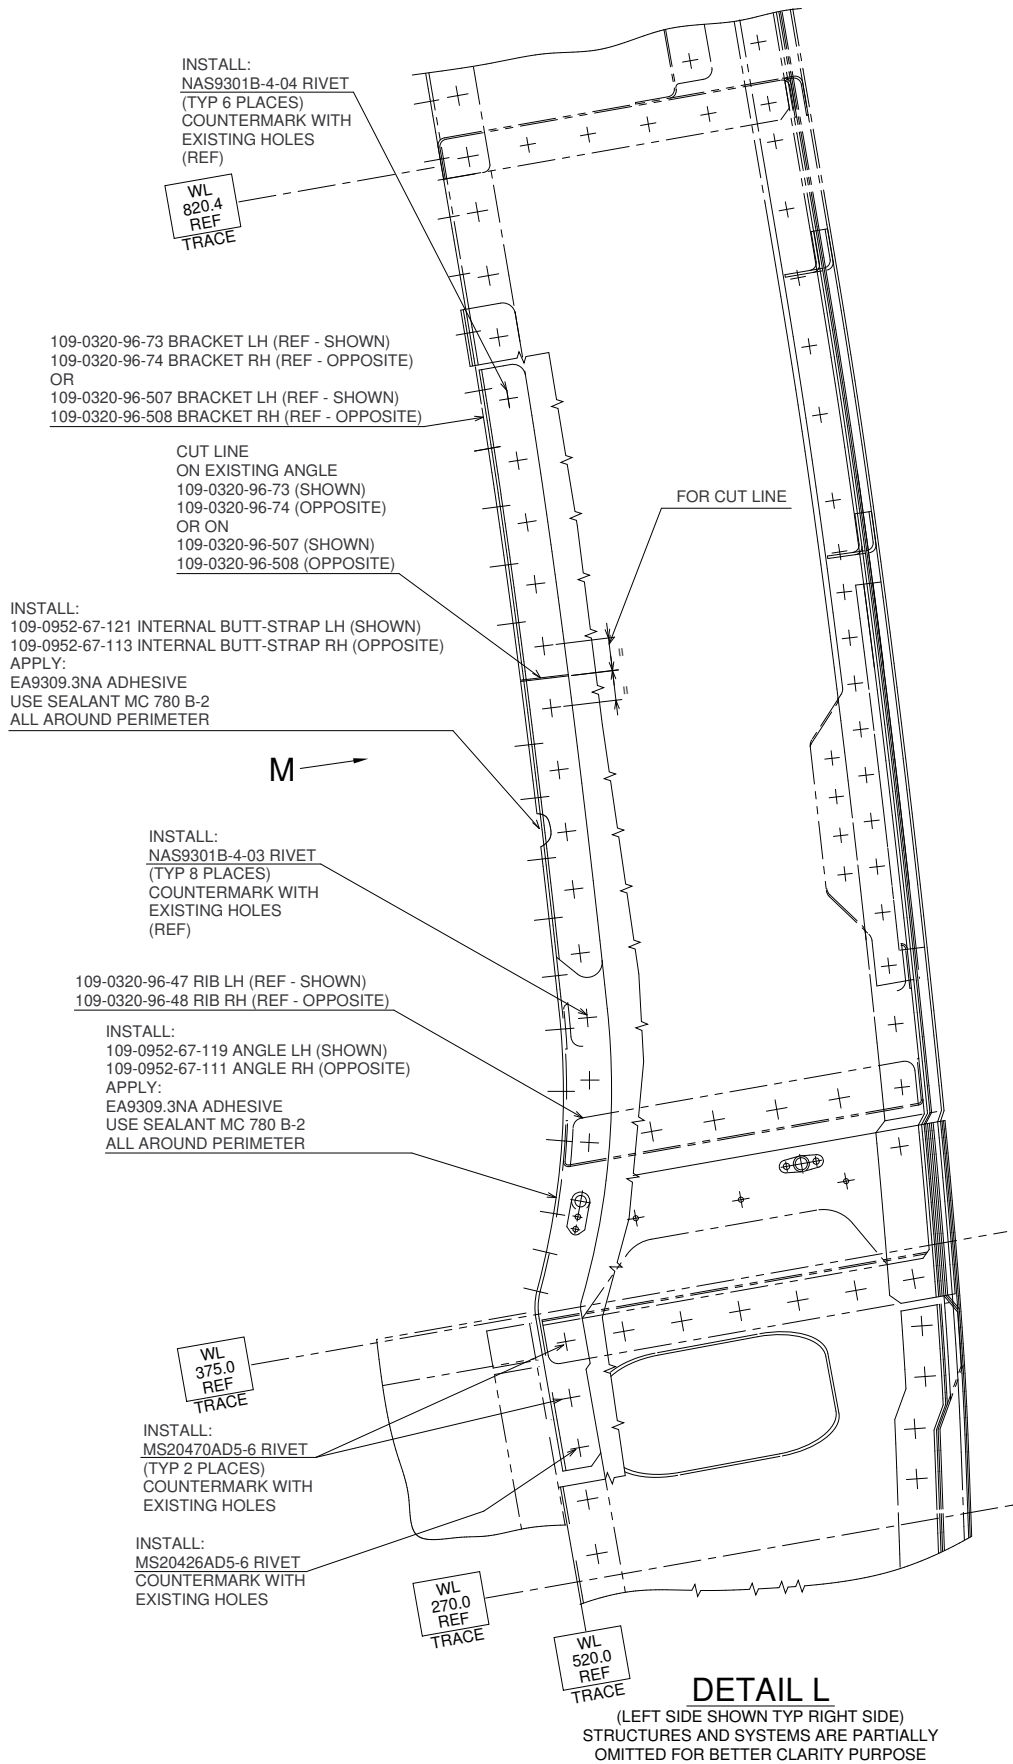 INSTALL:
NAS9301B-4-04 RIVET
(TYP 6 PLACES)
COUNTERMARK WITH
EXISTING HOLES
(REF)
WL
820.4
REF
TRACE
109-0320-96-73 BRACKET LH (REF - SHOWN)
109-0320-96-74 BRACKET RH (REF - OPPOSITE)
OR
109-0320-96-507 BRACKET LH (REF - SHOWN)
109-0320-96-508 BRACKET RH (REF - OPPOSITE)
CUT LINE
ON EXISTING ANGLE
109-0320-96-73 (SHOWN)
109-0320-96-74 (OPPOSITE)
OR ON
109-0320-96-507 (SHOWN)
109-0320-96-508 (OPPOSITE)
FOR CUT LINE
=
=
INSTALL:
109-0952-67-121 INTERNAL BUTT-STRAP LH (SHOWN)
109-0952-67-113 INTERNAL BUTT-STRAP RH (OPPOSITE)
APPLY:
EA9309.3NA ADHESIVE
USE SEALANT MC 780 B-2
ALL AROUND PERIMETER
M
INSTALL:
NAS9301B-4-03 RIVET
(TYP 8 PLACES)
COUNTERMARK WITH
EXISTING HOLES
(REF)
109-0320-96-47 RIB LH (REF - SHOWN)
109-0320-96-48 RIB RH (REF - OPPOSITE)
INSTALL:
109-0952-67-119 ANGLE LH (SHOWN)
109-0952-67-111 ANGLE RH (OPPOSITE)
APPLY:
EA9309.3NA ADHESIVE
USE SEALANT MC 780 B-2
ALL AROUND PERIMETER
WL
375.0
REF
TRACE
INSTALL:
MS20470AD5-6 RIVET
(TYP 2 PLACES)
COUNTERMARK WITH
EXISTING HOLES
INSTALL:
MS20426AD5-6 RIVET
COUNTERMARK WITH
EXISTING HOLES
WL
270.0
REF
TRACE
WL
520.0
REF
TRACE
DETAIL L
(LEFT SIDE SHOWN TYP RIGHT SIDE)
STRUCTURES AND SYSTEMS ARE PARTIALLY
OMITTED FOR BETTER CLARITY PURPOSE